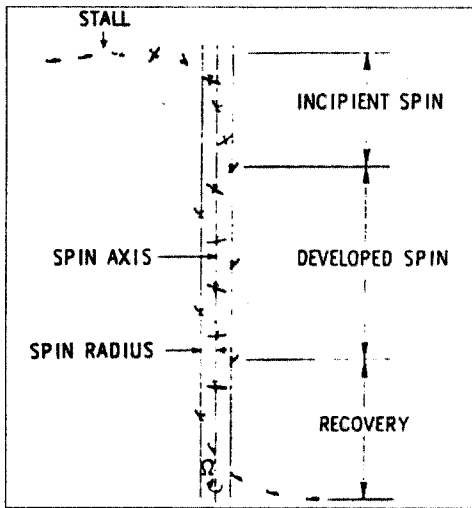 STALL
INCIPIENT SPIN
SPIN AXIS
DEVELOPED SPIN
SPIN RADIUS
RECOVERY
Ω